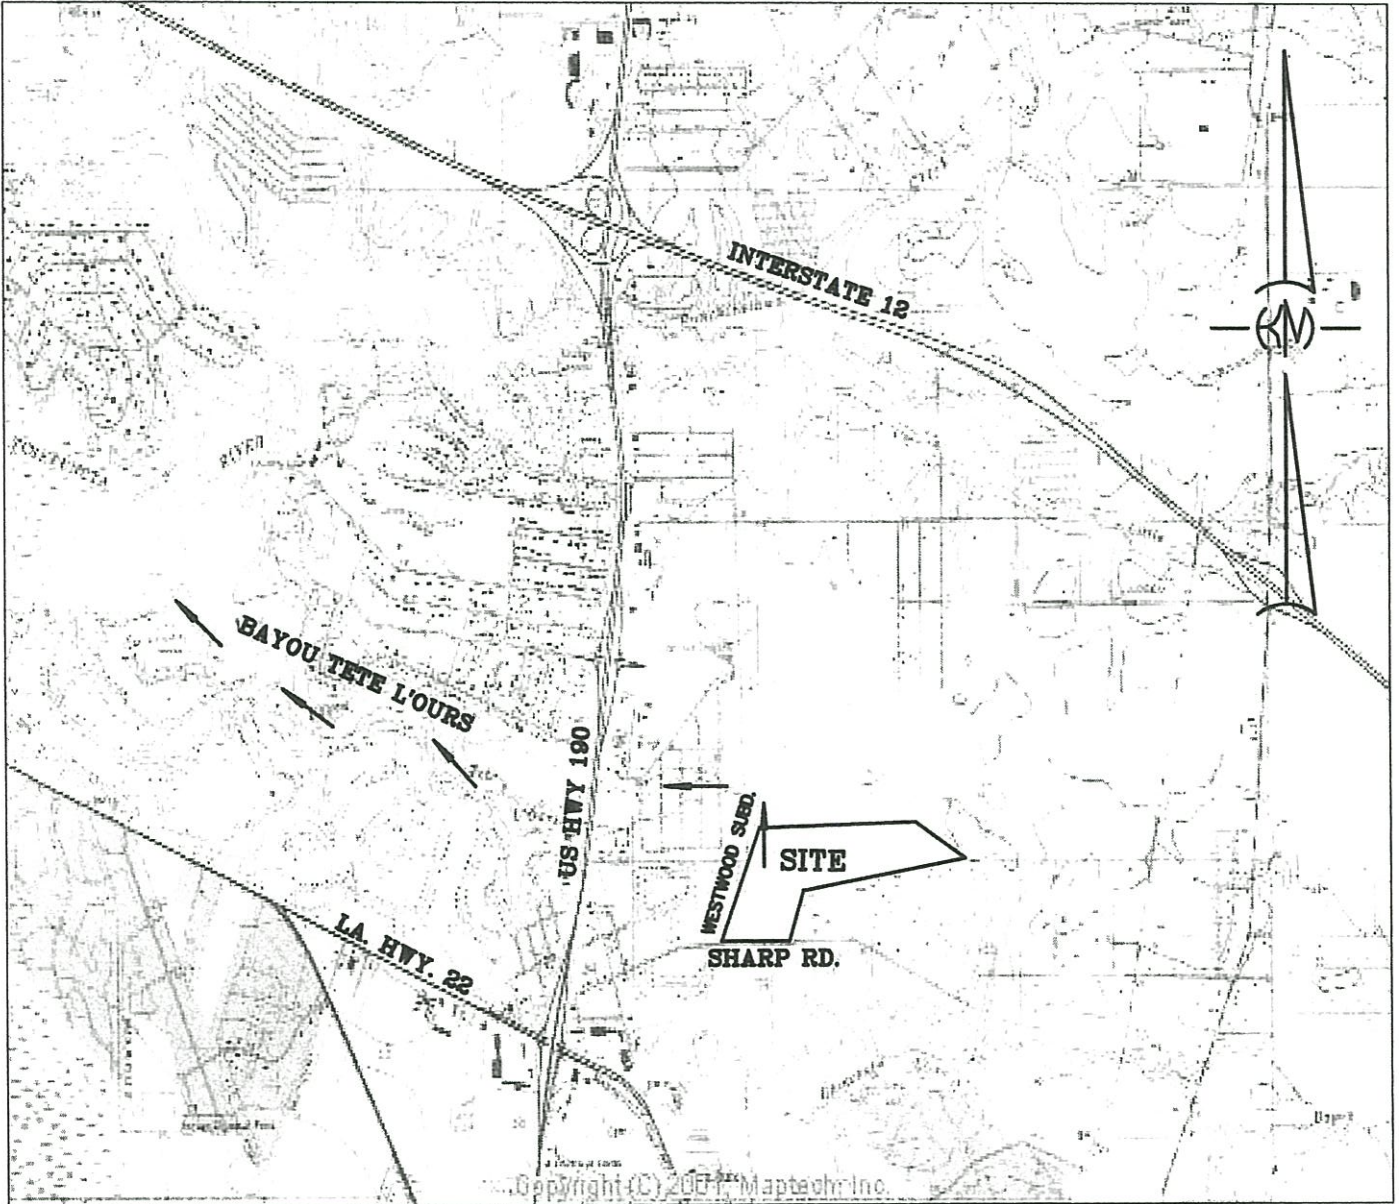 INTERSTATE 12
KM
RIVER
BAYOU TETE L'OURS
US HWY 190
WESTWOOD SUBD.
SITE
LA. HWY. 22
SHARP RD.
Copyright (C) 2001, Maptech, Inc.